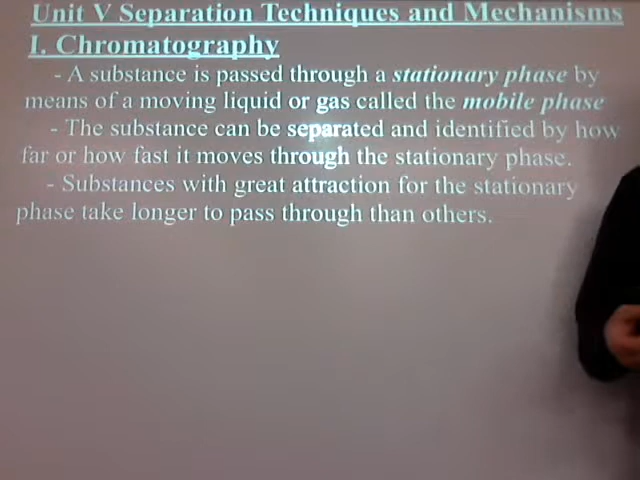 Unit V Separation Techniques and Mechanisms
I. Chromatography
- A substance is passed through a stationary phase by
means of a moving liquid or gas called the mobile phase
- The substance can be separated and identified by how
far or how fast it moves through the stationary phase.
- Substances with great attraction for the stationary
phase take longer to pass through than others.